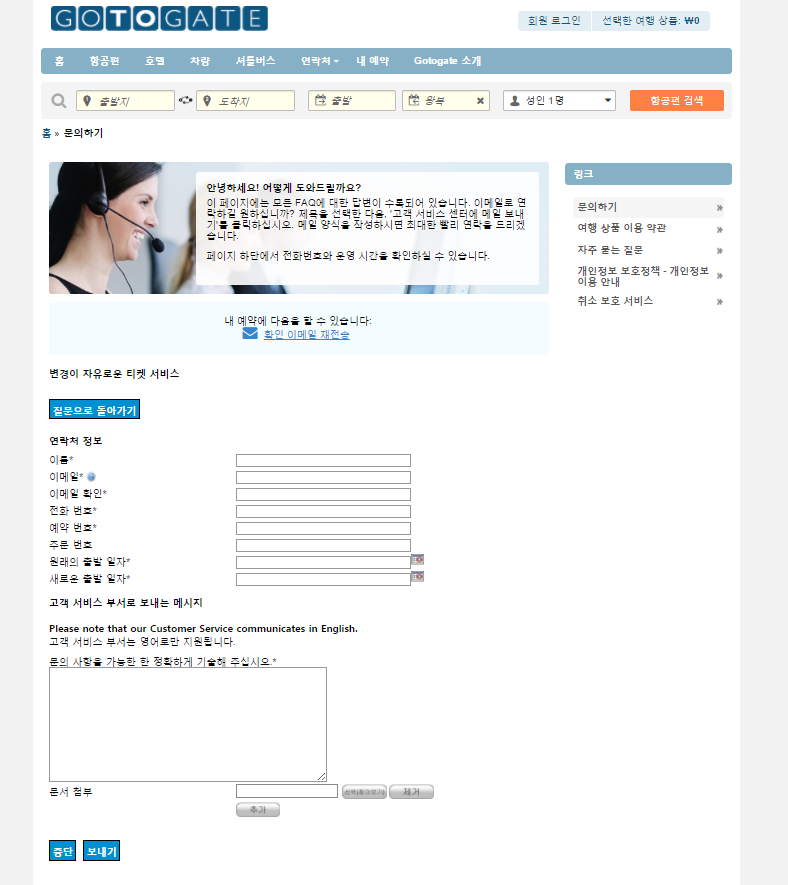 GOTOGATE
회원 로그인
선택한 여행 상품: ₩0
홈 항공편 호텔 차량 셔틀버스 연락처 내 예약 Gotogate 소개
출발지 도착지 출발 왕복 성인 1명 항공편 검색
홈 » 문의하기
안녕하세요! 어떻게 도와드릴까요?
이 페이지에는 모든 FAQ에 대한 답변이 수록되어 있습니다. 이메일로 연
락하길 원하십니까? 제목을 선택한 다음, '고객 서비스 센터에 메일 보내
기'를 클릭하십시오. 메일 양식을 작성하시면 최대한 빨리 연락을 드리겠
습니다.
페이지 하단에서 전화번호와 운영 시간을 확인하실 수 있습니다.
내 예약에 다음을 할 수 있습니다:
확인 이메일 재전송
링크
문의하기 »
여행 상품 이용 약관 »
자주 묻는 질문 »
개인정보 보호정책 - 개인정보
이용 안내 »
취소 보호 서비스 »
변경이 자유로운 티켓 서비스
질문으로 돌아가기
연락처 정보
이름*
이메일*
이메일 확인*
전화 번호*
예약 번호*
주문 번호
원래의 출발 일자*
새로운 출발 일자*
고객 서비스 부서로 보내는 메시지
Please note that our Customer Service communicates in English.
고객 서비스 부서는 영어로만 지원됩니다.
문의 사항을 가능한 한 정확하게 기술해 주십시오.*
문서 첨부 제거
추가
중단 보내기